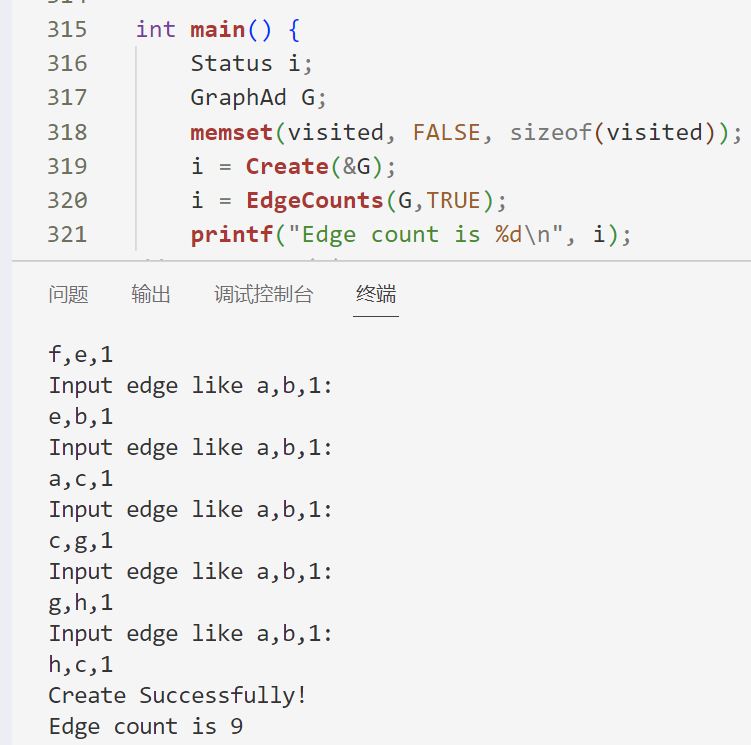 315 int main() {
316 Status i;
317 GraphAd G;
318 memset(visited, FALSE, sizeof(visited));
319 i = Create(&G);
320 i = EdgeCounts(G,TRUE);
321 printf("Edge count is %d\n", i);
问题 输出 调试控制台 终端
f,e,1
Input edge like a,b,1:
e,b,1
Input edge like a,b,1:
a,c,1
Input edge like a,b,1:
c,g,1
Input edge like a,b,1:
g,h,1
Input edge like a,b,1:
h,c,1
Create Successfully!
Edge count is 9